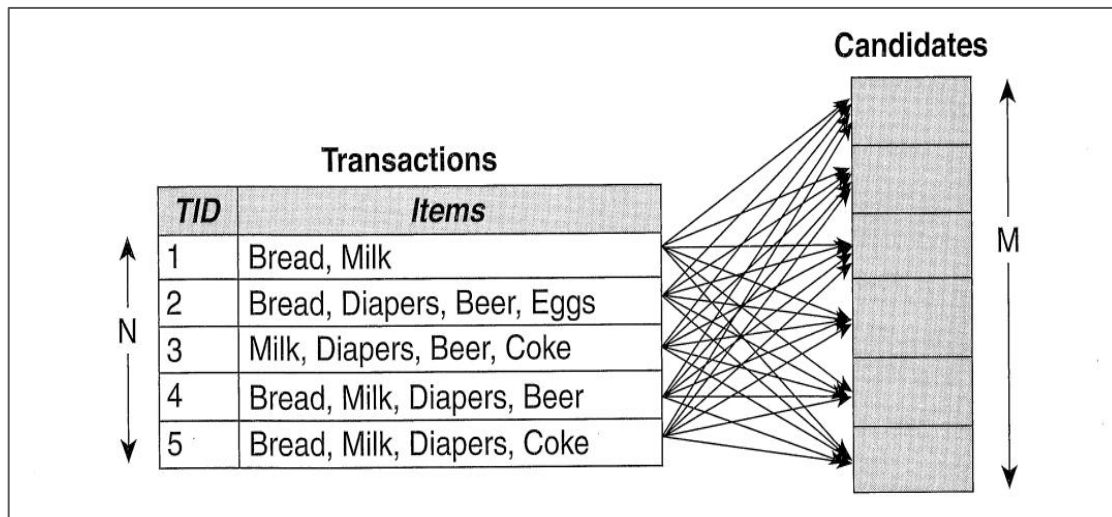 Candidates
Transactions
TID Items
1 Bread, Milk
2 Bread, Diapers, Beer, Eggs
3 Milk, Diapers, Beer, Coke
4 Bread, Milk, Diapers, Beer
5 Bread, Milk, Diapers, Coke
N
M